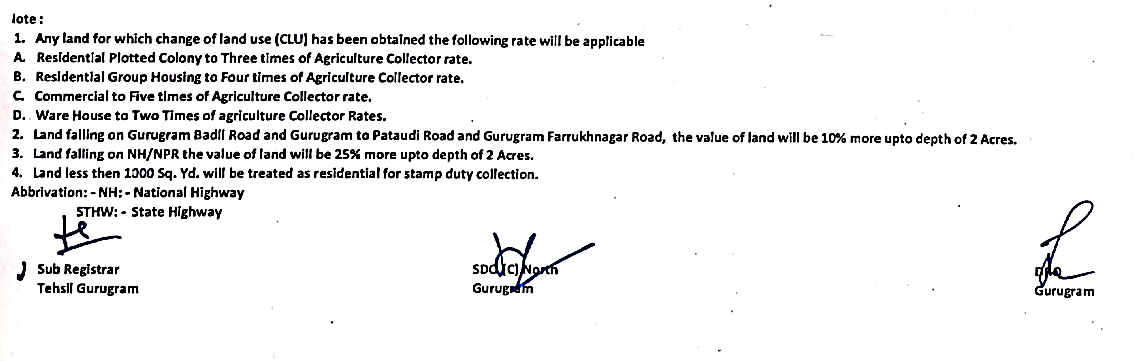 lote :
1. Any land for which change of land use (CLU) has been obtained the following rate will be applicable
A. Residential Plotted Colony to Three times of Agriculture Collector rate.
B. Residential Group Housing to Four times of Agriculture Collector rate.
C. Commercial to Five times of Agriculture Collector rate.
D. Ware House to Two Times of agriculture Collector Rates.
2. Land falling on Gurugram Badli Road and Gurugram to Pataudi Road and Gurugram Farrukhnagar Road, the value of land will be 10% more upto depth of 2 Acres.
3. Land falling on NH/NPR the value of land will be 25% more upto depth of 2 Acres.
4. Land less then 1000 Sq. Yd. will be treated as residential for stamp duty collection.
Abbrivation: - NH: - National Highway
STHW: - State Highway
Sub Registrar
Tehsil Gurugram
SDO(C) North
Gurugram
Gurugram